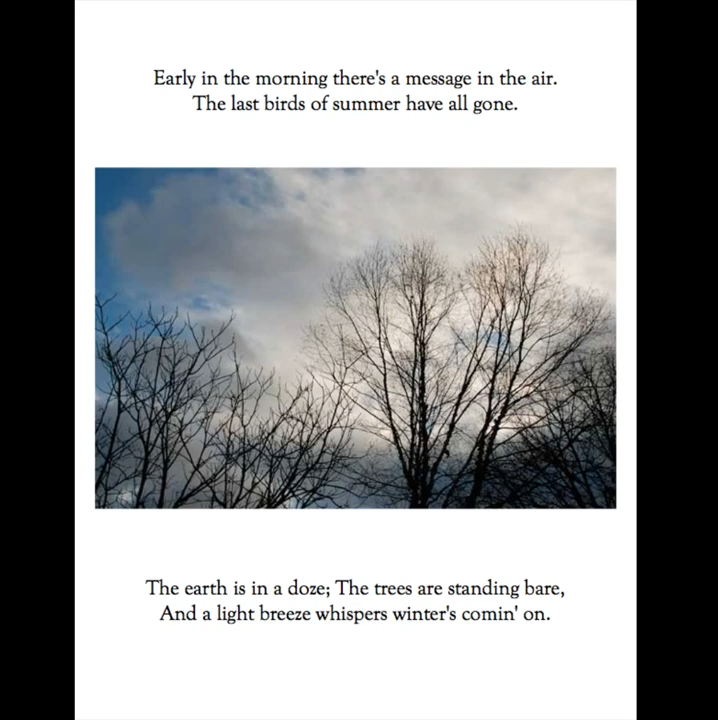 Early in the morning there's a message in the air.
The last birds of summer have all gone.
The earth is in a doze; The trees are standing bare,
And a light breeze whispers winter's comin' on.